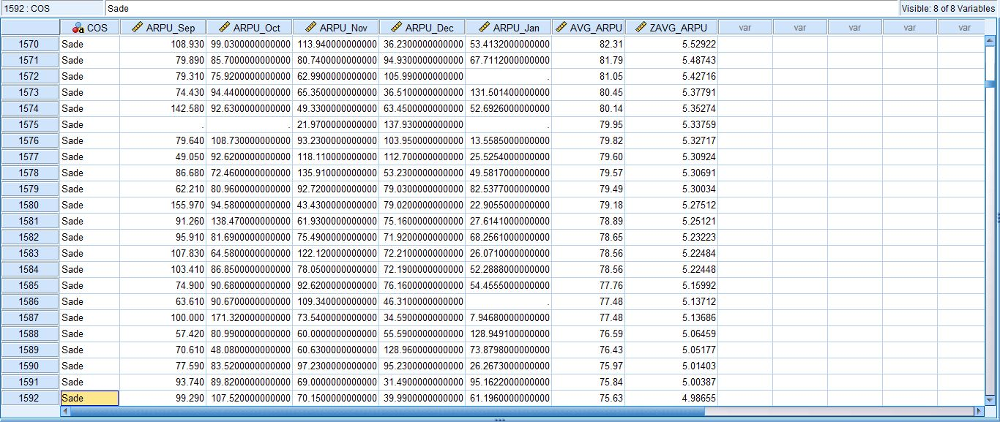 1592 : COS Sade Visible: 8 of 8 Variables
COS ARPU_Sep ARPU_Oct ARPU_Nov ARPU_Dec ARPU_Jan AVG_ARPU ZAVG_ARPU var var var var var
1570 Sade 108.930 99.0300000000000 113.940000000000 36.2300000000000 53.4132000000000 82.31 5.52922
1571 Sade 79.890 85.7000000000000 80.7400000000000 94.9300000000000 67.7112000000000 81.79 5.48743
1572 Sade 79.310 75.9200000000000 62.9900000000000 105.990000000000 . 81.05 5.42716
1573 Sade 74.430 94.4400000000000 65.3500000000000 36.5100000000000 131.501400000000 80.45 5.37791
1574 Sade 142.580 92.6300000000000 49.3300000000000 63.4500000000000 52.6926000000000 80.14 5.35274
1575 Sade . . 21.9700000000000 137.930000000000 . 79.95 5.33759
1576 Sade 79.640 108.730000000000 93.2300000000000 103.950000000000 13.5585000000000 79.82 5.32717
1577 Sade 49.050 92.6200000000000 118.110000000000 112.700000000000 25.5254000000000 79.60 5.30924
1578 Sade 86.680 72.4600000000000 135.910000000000 53.2300000000000 49.5817000000000 79.57 5.30691
1579 Sade 62.210 80.9600000000000 92.7200000000000 79.0300000000000 82.5377000000000 79.49 5.30034
1580 Sade 155.970 94.5800000000000 43.4300000000000 79.0200000000000 22.9055000000000 79.18 5.27512
1581 Sade 91.260 138.470000000000 61.9300000000000 75.1600000000000 27.6141000000000 78.89 5.25121
1582 Sade 95.910 81.6900000000000 75.4900000000000 71.9200000000000 68.2561000000000 78.65 5.23223
1583 Sade 107.830 64.5800000000000 122.120000000000 72.2100000000000 26.0710000000000 78.56 5.22484
1584 Sade 103.410 86.8500000000000 78.0500000000000 72.1900000000000 52.2888000000000 78.56 5.22448
1585 Sade 74.900 90.6800000000000 92.6200000000000 76.1600000000000 54.4555000000000 77.76 5.15992
1586 Sade 63.610 90.6700000000000 109.340000000000 46.3100000000000 . 77.48 5.13712
1587 Sade 100.000 171.320000000000 73.5400000000000 34.5900000000000 7.94680000000000 77.48 5.13686
1588 Sade 57.420 80.9900000000000 60.0000000000000 55.5900000000000 128.949100000000 76.59 5.06459
1589 Sade 70.610 48.0800000000000 60.6300000000000 128.960000000000 73.8798000000000 76.43 5.05177
1590 Sade 77.590 83.5200000000000 97.2300000000000 95.2300000000000 26.2673000000000 75.97 5.01403
1591 Sade 93.740 89.8200000000000 69.0000000000000 31.4900000000000 95.1622000000000 75.84 5.00387
1592 Sade 99.290 107.520000000000 70.1500000000000 39.9900000000000 61.1960000000000 75.63 4.98655